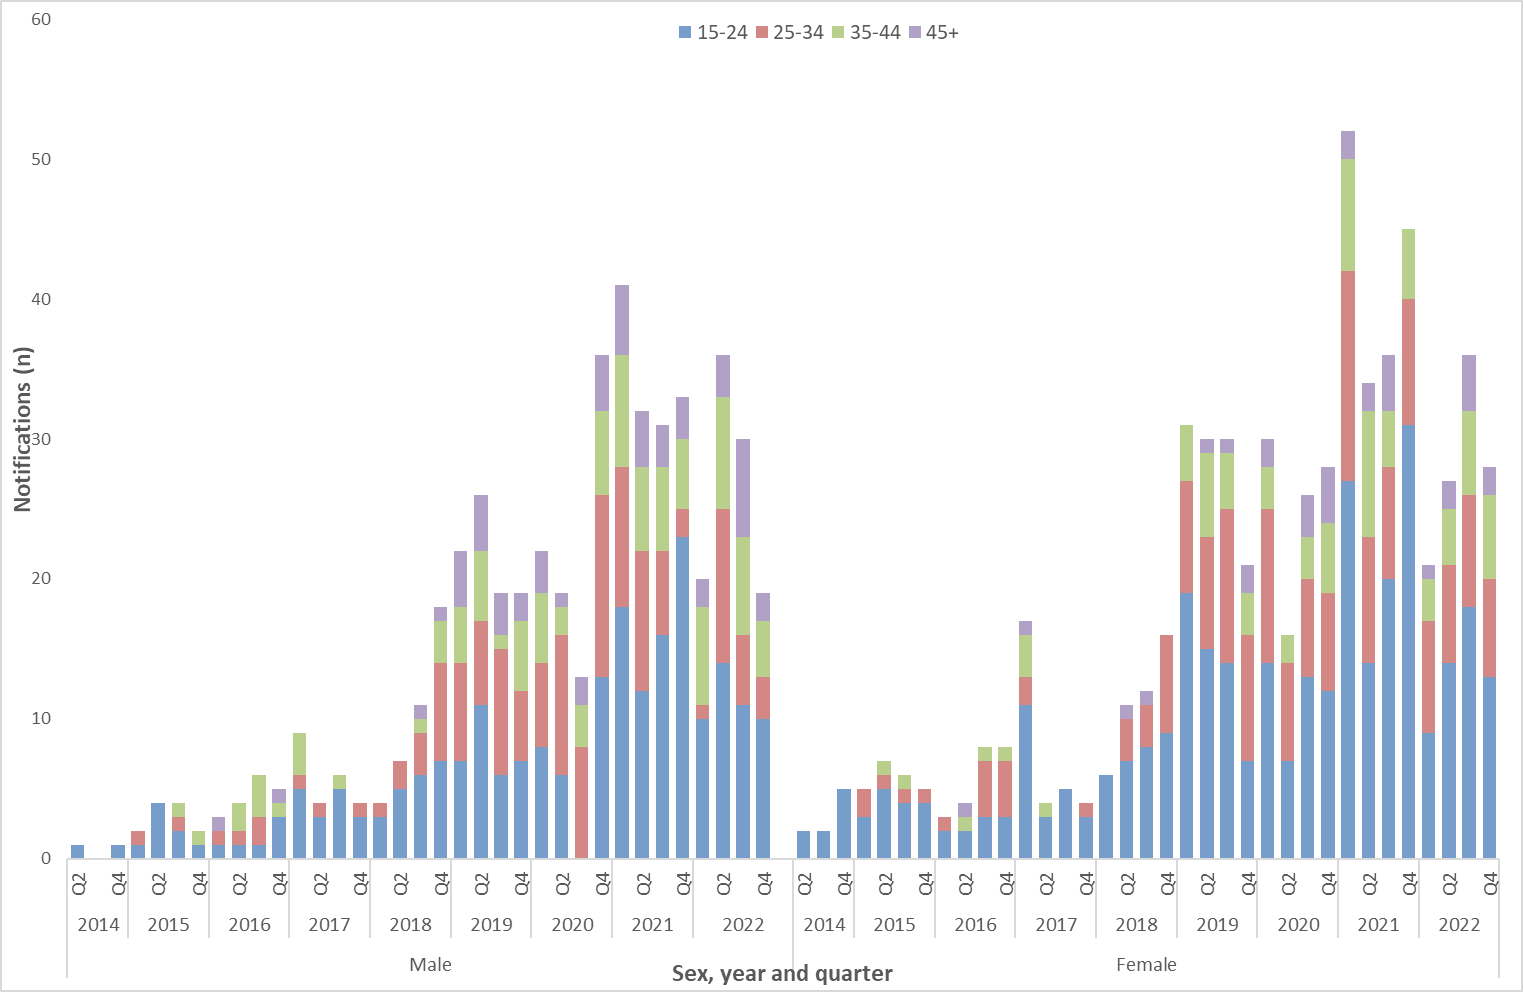 60
15-24 25-34 35-44 45+
50
40
30
20
10
0
Notifications (n)
Q2 Q4 Q2 Q4 Q2 Q4 Q2 Q4 Q2 Q4 Q2 Q4 Q2 Q4 Q2 Q4 Q2 Q4 Q2 Q4 Q2 Q4 Q2 Q4 Q2 Q4 Q2 Q4 Q2 Q4 Q2 Q4 Q2 Q4 Q2 Q4
2014 2015 2016 2017 2018 2019 2020 2021 2022 2014 2015 2016 2017 2018 2019 2020 2021 2022
Male Female
Sex, year and quarter